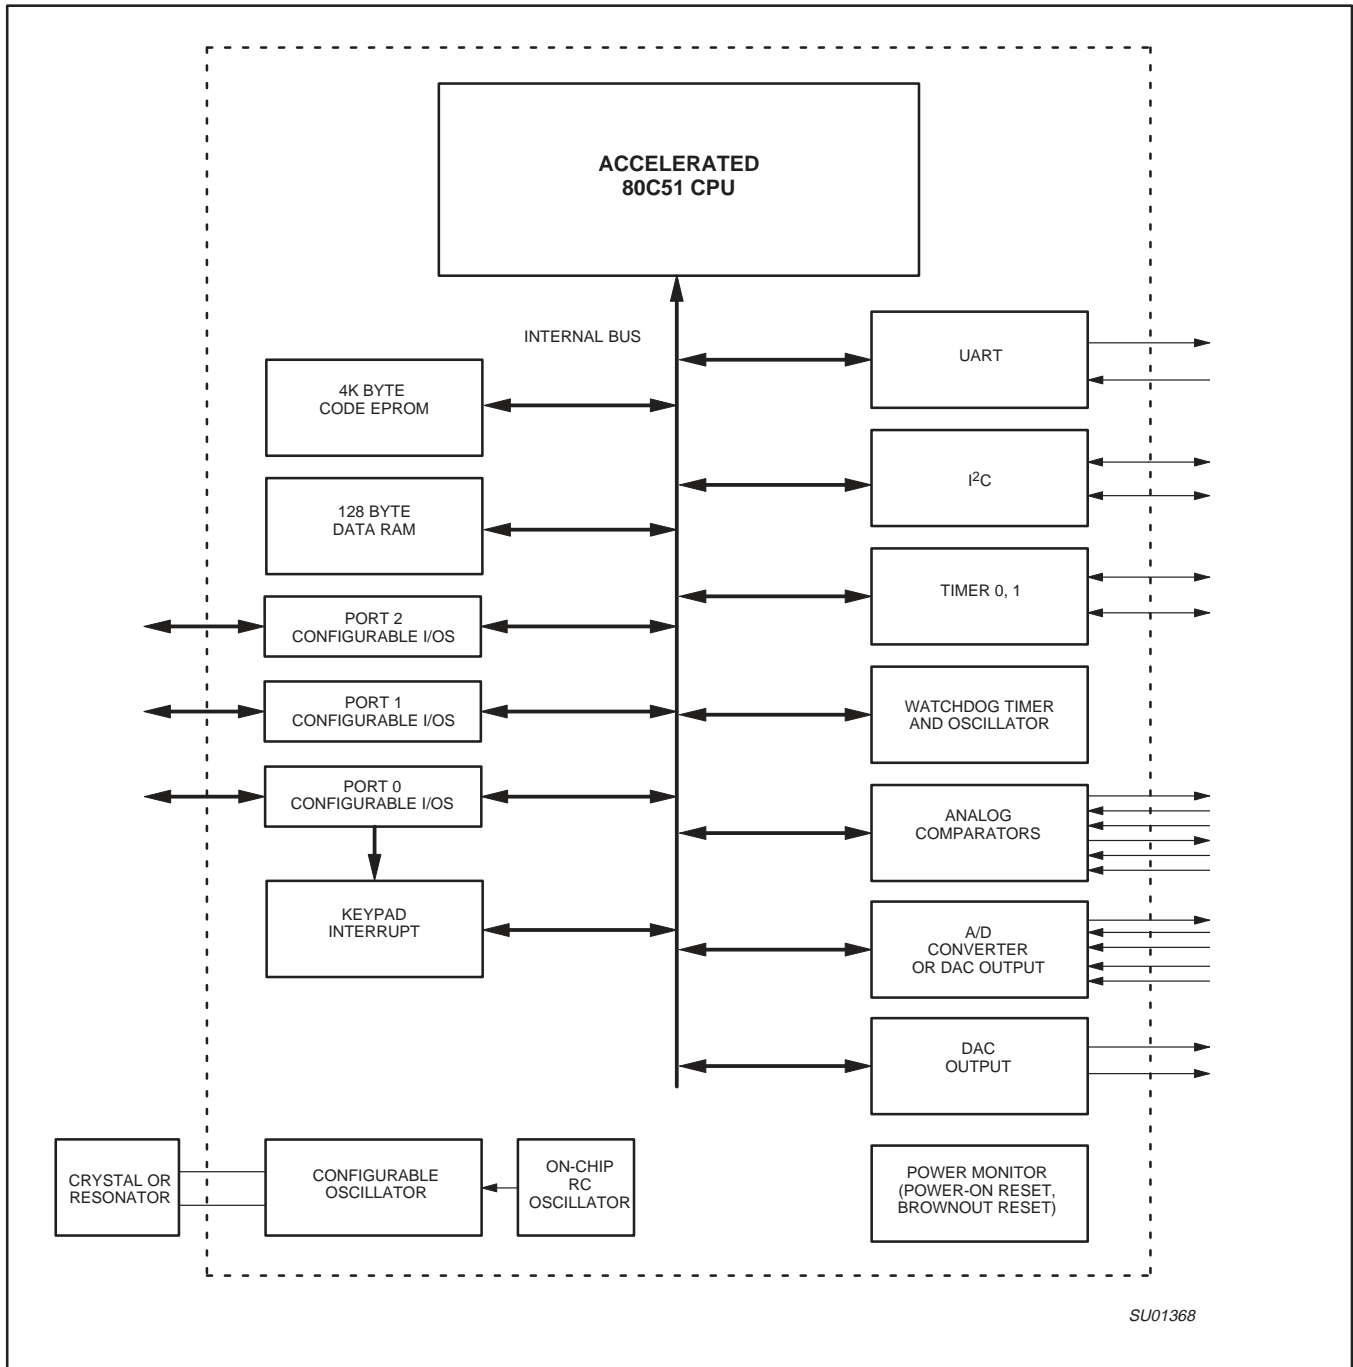 ACCELERATED
80C51 CPU
INTERNAL BUS
4K BYTE
CODE EPROM
128 BYTE
DATA RAM
PORT 2
CONFIGURABLE I/OS
PORT 1
CONFIGURABLE I/OS
PORT 0
CONFIGURABLE I/OS
KEYPAD
INTERRUPT
UART
I²C
TIMER 0, 1
WATCHDOG TIMER
AND OSCILLATOR
ANALOG
COMPARATORS
A/D
CONVERTER
OR DAC OUTPUT
DAC
OUTPUT
CRYSTAL OR
RESONATOR
CONFIGURABLE
OSCILLATOR
ON-CHIP
RC
OSCILLATOR
POWER MONITOR
(POWER-ON RESET,
BROWNOUT RESET)
SU01368